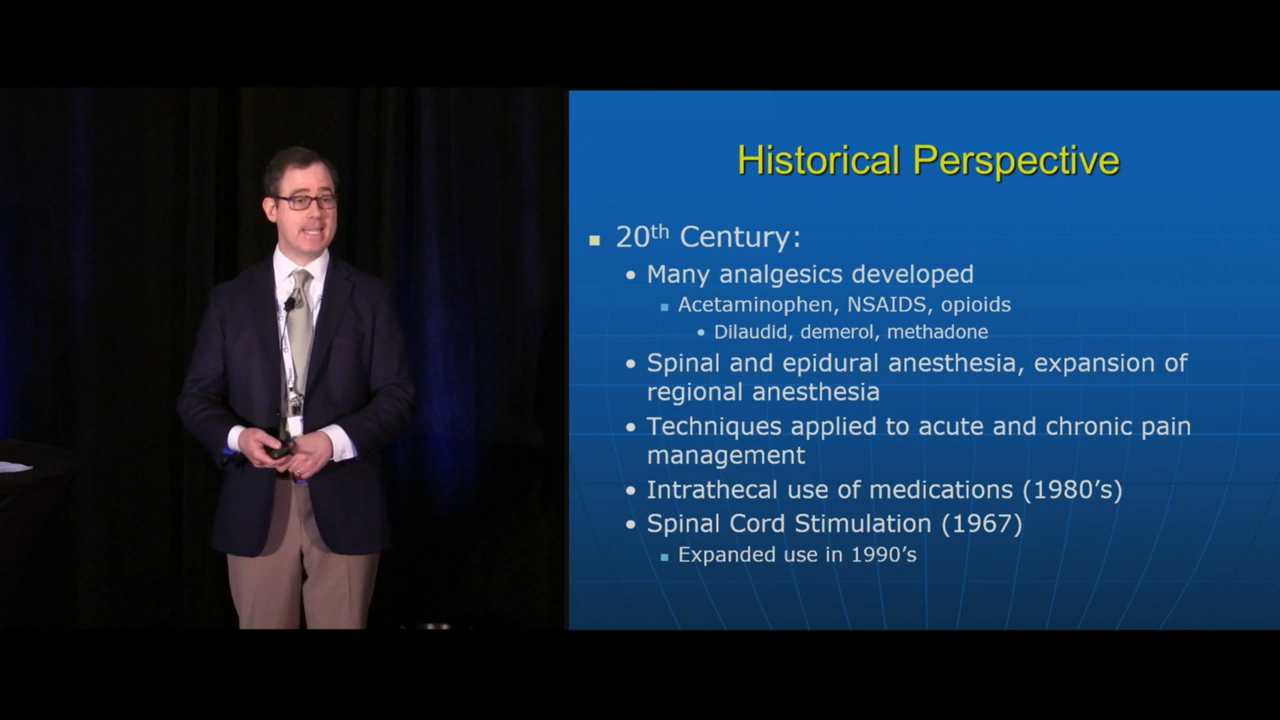 Historical Perspective
20th Century:
Many analgesics developed
Acetaminophen, NSAIDS, opioids
Dilaudid, demerol, methadone
Spinal and epidural anesthesia, expansion of
regional anesthesia
Techniques applied to acute and chronic pain
management
Intrathecal use of medications (1980's)
Spinal Cord Stimulation (1967)
Expanded use in 1990's